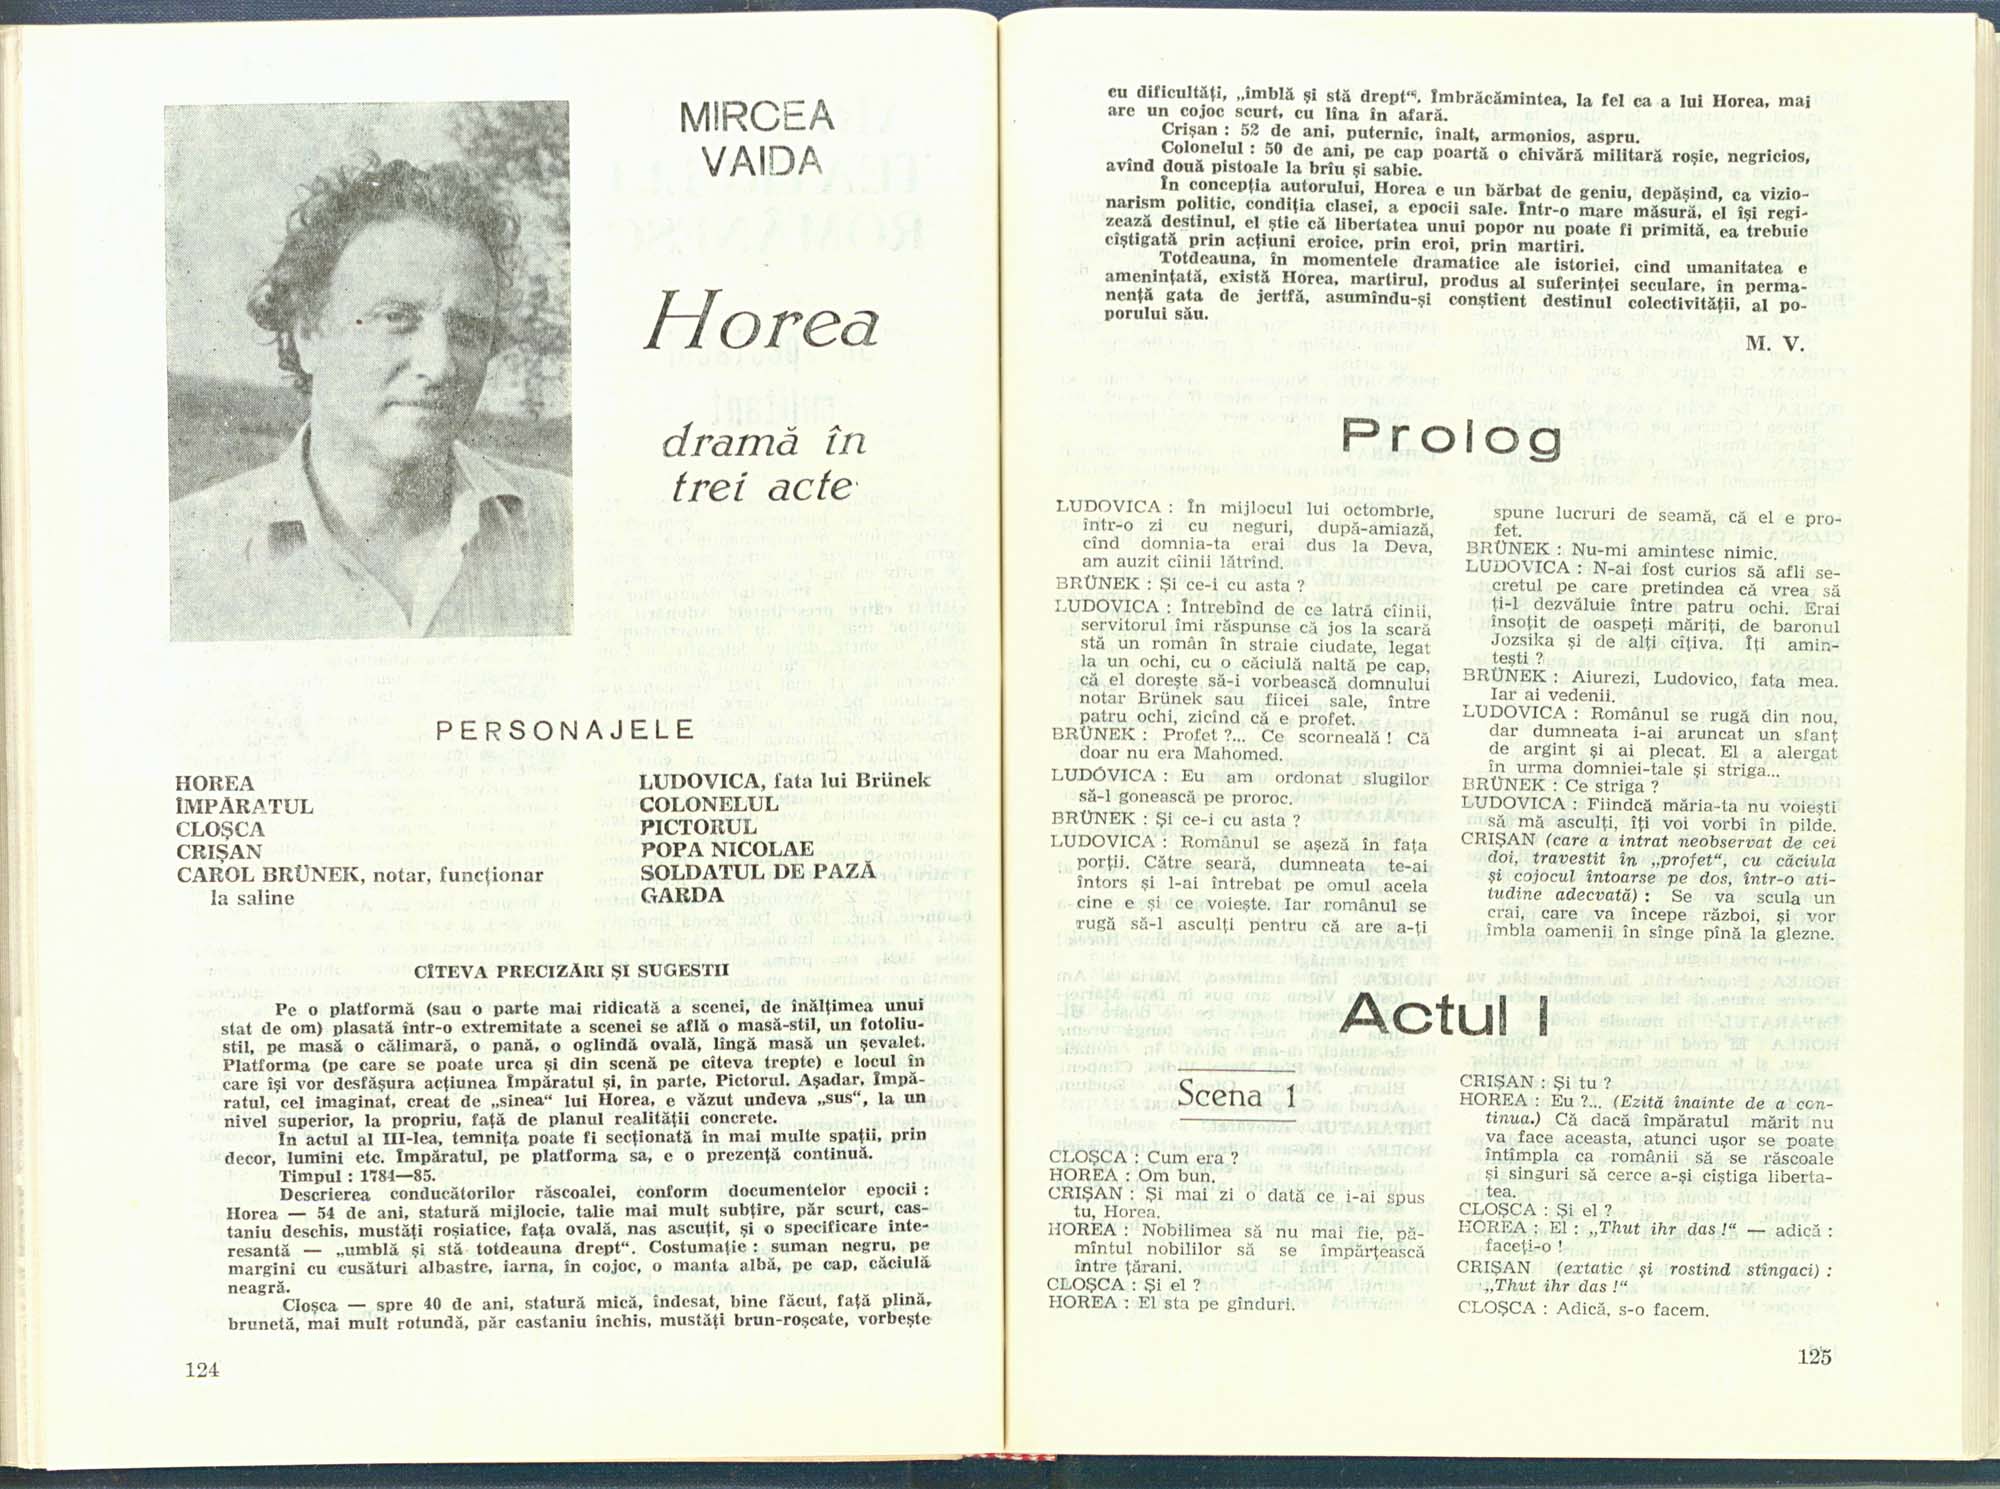 MIRCEA
VAIDA
Horea
dramă în
trei acte
PERSONAJELE
HOREA
ÎMPĂRATUL
CLOȘCA
CRIȘAN
CAROL BRÜNEK, notar, funcționar
la saline
LUDOVICA, fata lui Brünek
COLONELUL
PICTORUL
POPA NICOLAE
SOLDATUL DE PAZĂ
GARDA
CÎTEVA PRECIZĂRI ȘI SUGESTII
Pe o platformă (sau o parte mai ridicată a scenei, de înălțimea unui
stat de om) plasată într-o extremitate a scenei se află o masă-stil, un fotoliu-
stil, pe masă o călimară, o pană, o oglindă ovală, lîngă masă un șevalet.
Platforma (pe care se poate urca și din scenă pe cîteva trepte) e locul în
care își vor desfășura acțiunea Împăratul și, în parte, Pictorul. Așadar, Împă-
ratul, cel imaginat, creat de „sinea“ lui Horea, e văzut undeva „sus“, la un
nivel superior, la propriu, față de planul realității concrete.
În actul al III-lea, temnița poate fi secționată în mai multe spații, prin
decor, lumini etc. Împăratul, pe platforma sa, e o prezență continuă.
Timpul : 1784—85.
Descrierea conducătorilor răscoalei, conform documentelor epocii :
Horea — 54 de ani, statură mijlocie, talie mai mult subțire, păr scurt, cas-
taniu deschis, mustăți roșiatice, fața ovală, nas ascuțit, și o specificare inte-
resantă — „umblă și stă totdeauna drept“. Costumație : suman negru, pe
margini cu cusături albastre, iarna, în cojoc, o manta albă, pe cap, căciulă
neagră.
Cloșca — spre 40 de ani, statură mică, îndesat, bine făcut, față plină,
brunetă, mai mult rotundă, păr castaniu închis, mustăți brun-roșcate, vorbește
124
cu dificultăți, „îmblă și stă drept“. Îmbrăcămintea, la fel ca a lui Horea, mai
are un cojoc scurt, cu lîna în afară.
Crișan : 52 de ani, puternic, înalt, armonios, aspru.
Colonelul : 50 de ani, pe cap poartă o chivără militară roșie, negricios,
avînd două pistoale la brîu și sabie.
În concepția autorului, Horea e un bărbat de geniu, depășind, ca vizio-
narism politic, condiția clasei, a epocii sale. Într-o mare măsură, el își regi-
zează destinul, el știe că libertatea unui popor nu poate fi primită, ea trebuie
cîștigată prin acțiuni eroice, prin eroi, prin martiri.
Totdeauna, în momentele dramatice ale istoriei, cînd umanitatea e
amenințată, există Horea, martirul, produs al suferinței seculare, în perma-
nență gata de jertfă, asumîndu-și conștient destinul colectivității, al po-
porului său.
M. V.
Prolog
LUDOVICA : În mijlocul lui octombrie,
într-o zi cu neguri, după-amiază,
cînd domnia-ta erai dus la Deva,
am auzit cîinii lătrînd.
BRÜNEK : Și ce-i cu asta ?
LUDOVICA : Întrebînd de ce latră cîinii,
servitorul îmi răspunse că jos la scară
stă un român în straie ciudate, legat
la un ochi, cu o căciulă naltă pe cap,
că el dorește să-i vorbească domnului
notar Brünek sau fiicei sale, între
patru ochi, zicînd că e profet.
BRÜNEK : Profet ?... Ce scorneală ! Că
doar nu era Mahomed.
LUDOVICA : Eu am ordonat slugilor
să-l gonească pe proroc.
BRÜNEK : Și ce-i cu asta ?
LUDOVICA : Românul se așeză în fața
porții. Către seară, dumneata te-ai
întors și l-ai întrebat pe omul acela
cine e și ce voiește. Iar românul se
rugă să-l asculți pentru că are a-ți
spune lucruri de seamă, că el e pro-
fet.
BRÜNEK : Nu-mi amintesc nimic.
LUDOVICA : N-ai fost curios să afli se-
cretul pe care pretindea că vrea să
ți-l dezvăluie între patru ochi. Erai
însoțit de oaspeți măriți, de baronul
Jozsika și de alți cîțiva. Îți amin-
tești ?
BRÜNEK : Aiurezi, Ludovico, fata mea.
Iar ai vedenii.
LUDOVICA : Românul se rugă din nou,
dar dumneata i-ai aruncat un sfanț
de argint și ai plecat. El a alergat
în urma domniei-tale și striga...
BRÜNEK : Ce striga ?
LUDOVICA : Fiindcă măria-ta nu voiești
să mă asculți, îți voi vorbi în pilde.
CRIȘAN (care a intrat neobservat de cei
doi, travestit în „profet“, cu căciula
și cojocul întoarse pe dos, într-o ati-
tudine adecvată) : Se va scula un
crai, care va începe război, și vor
îmbla oamenii în sînge pînă la glezne.
Actul I
Scena 1
CLOȘCA : Cum era ?
HOREA : Om bun.
CRIȘAN : Și mai zi o dată ce i-ai spus
tu, Horea.
HOREA : Nobilimea să nu mai fie, pă-
mîntul nobililor să se împărțească
între țărani.
CLOȘCA : Și el ?
HOREA : El sta pe gînduri.
CRIȘAN : Și tu ?
HOREA : Eu ?... (Ezită înainte de a con-
tinua.) Că dacă împăratul mărit nu
va face aceasta, atunci ușor se poate
întîmpla ca românii să se răscoale
și singuri să cerce a-și cîștiga liberta-
tea.
CLOȘCA : Și el ?
HOREA : El : „Thut ihr das !“ — adică :
faceți-o !
CRIȘAN (extatic și rostind stîngaci) :
„Thut ihr das !“
CLOȘCA : Adică, s-o facem.
125